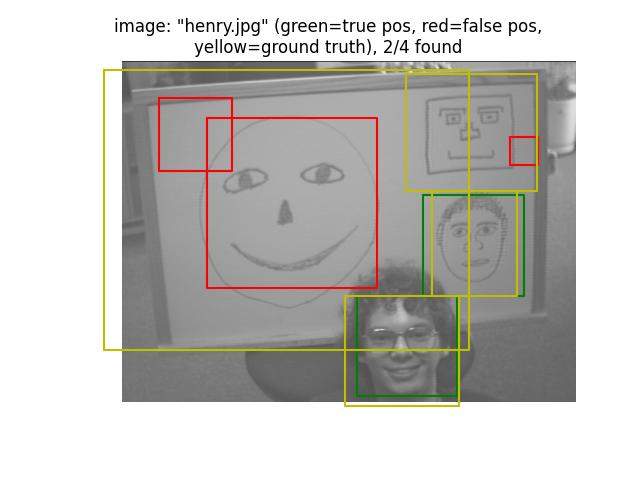 image: "henry.jpg" (green=true pos, red=false pos,
yellow=ground truth), 2/4 found